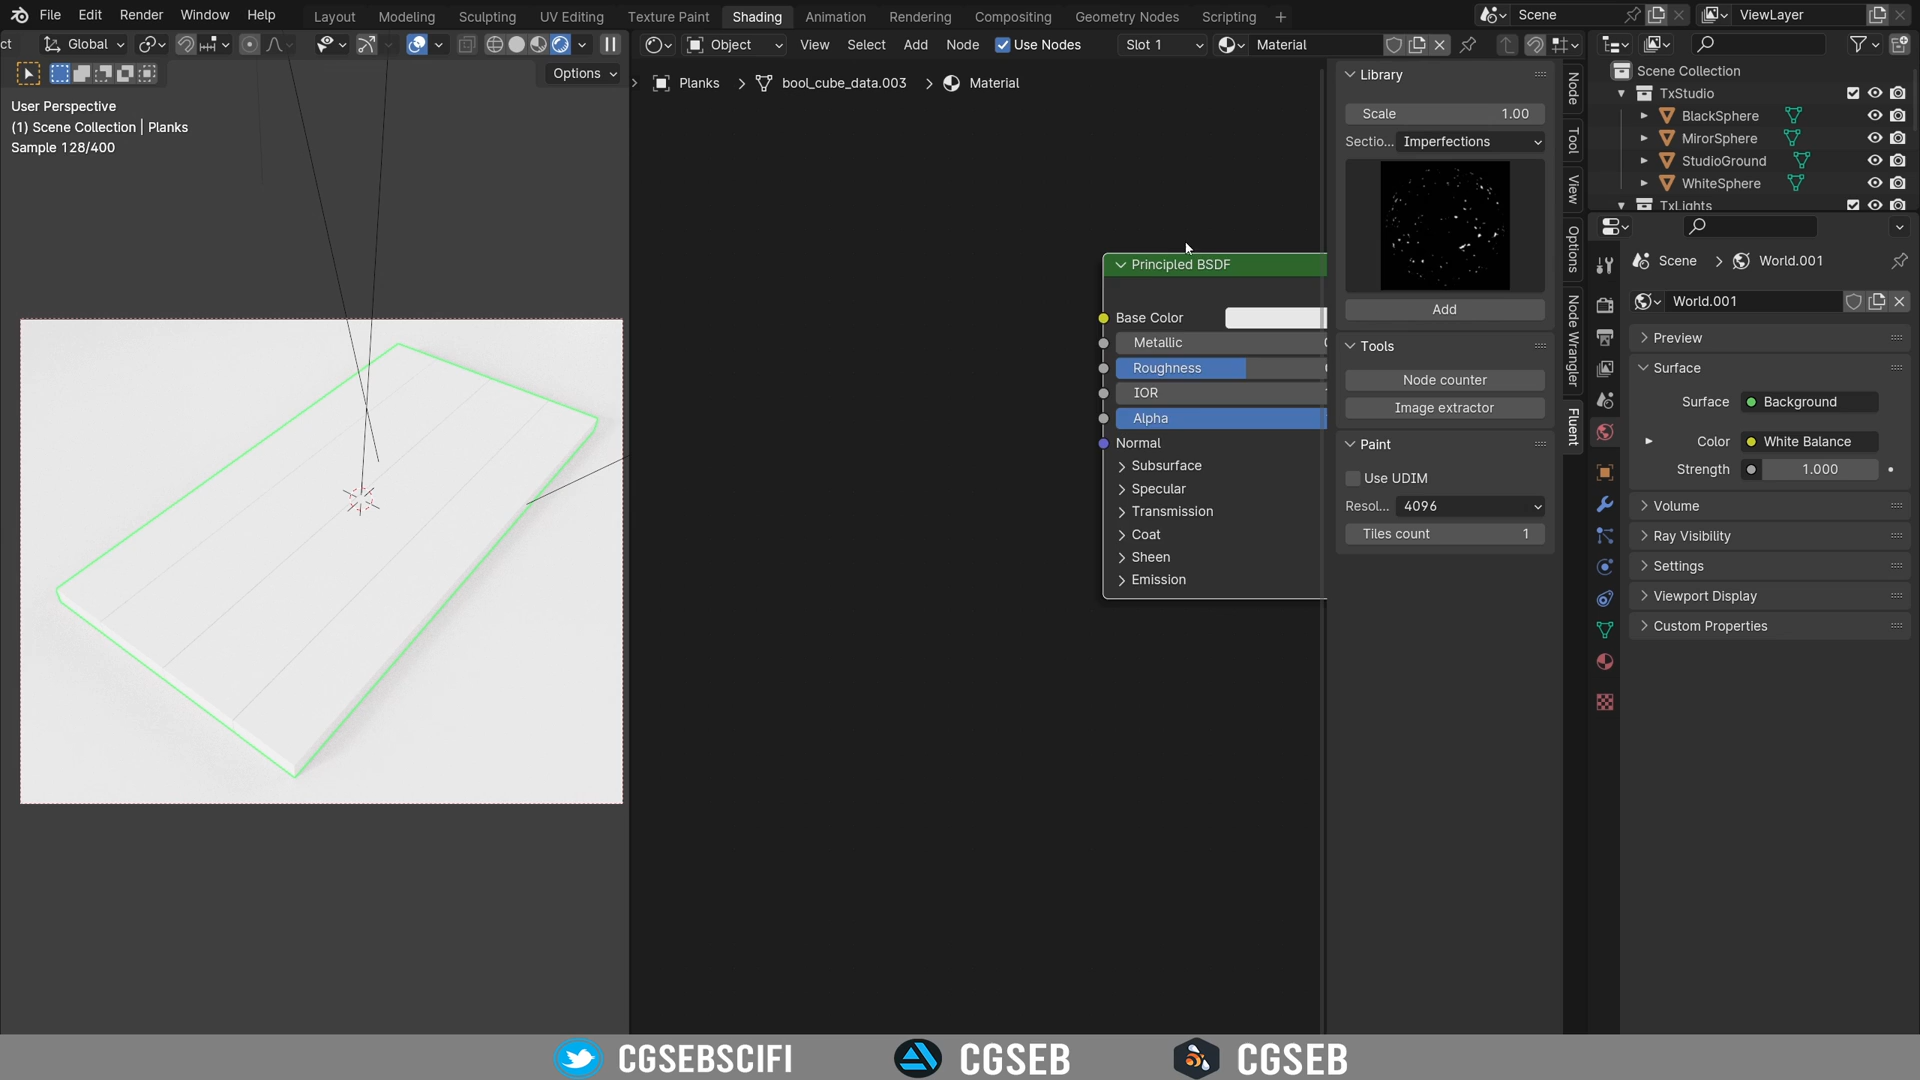 File Edit Render Window Help
Layout Modeling Sculpting UV Editing Texture Paint Shading Animation Rendering Compositing Geometry Nodes Scripting +
Scene
ViewLayer
ct
Global
Object View Select Add Node Use Nodes Slot 1 Material
Options
User Perspective
(1) Scene Collection | Planks
Sample 128/400
Planks > bool_cube_data.003 > Material
Principled BSDF
Base Color
Metallic
Roughness
IOR
Alpha
Normal
Subsurface
Specular
Transmission
Coat
Sheen
Emission
Library
Scale 1.00
Sectio... Imperfections
Add
Tools
Node counter
Image extractor
Paint
Use UDIM
Resol... 4096
Tiles count 1
Node
Tool
View
Options
Node Wrangler
Fluent
Scene Collection
TxStudio
BlackSphere
MirorSphere
StudioGround
WhiteSphere
TxLights
Scene > World.001
World.001
Preview
Surface
Surface Background
Color White Balance
Strength 1.000
Volume
Ray Visibility
Settings
Viewport Display
Custom Properties
CGSEBSCIFI CGSEB CGSEB